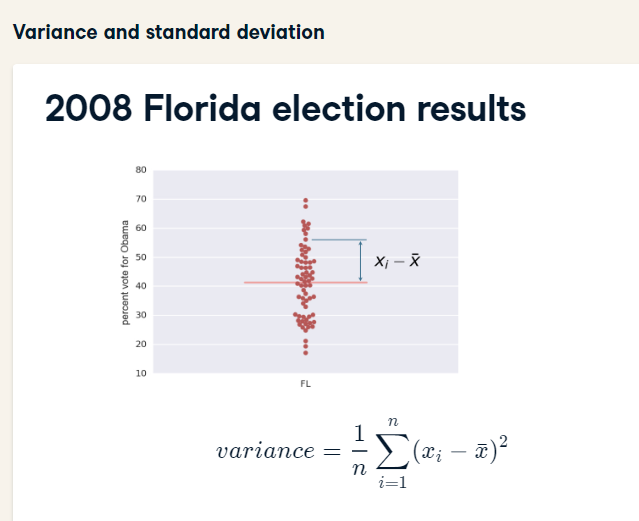 Variance and standard deviation
2008 Florida election results
80
70
60
50
40
30
20
10
percent vote for Obama
xᵢ − x̄
FL
variance = 1/n ∑ᵢ₌₁ⁿ (xᵢ − x̄)²